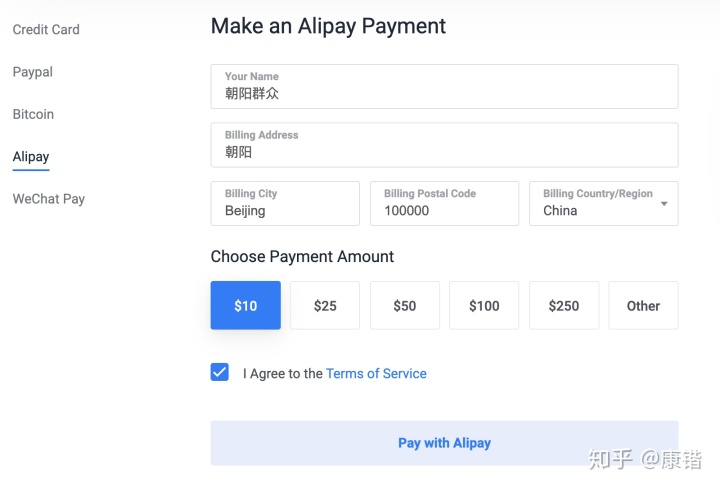 Credit Card
Paypal
Bitcoin
Alipay
WeChat Pay
Make an Alipay Payment
Your Name
朝阳群众
Billing Address
朝阳
Billing City
Beijing
Billing Postal Code
100000
Billing Country/Region
China
Choose Payment Amount
$10 $25 $50 $100 $250 Other
I Agree to the Terms of Service
Pay with Alipay
知乎 @康锴